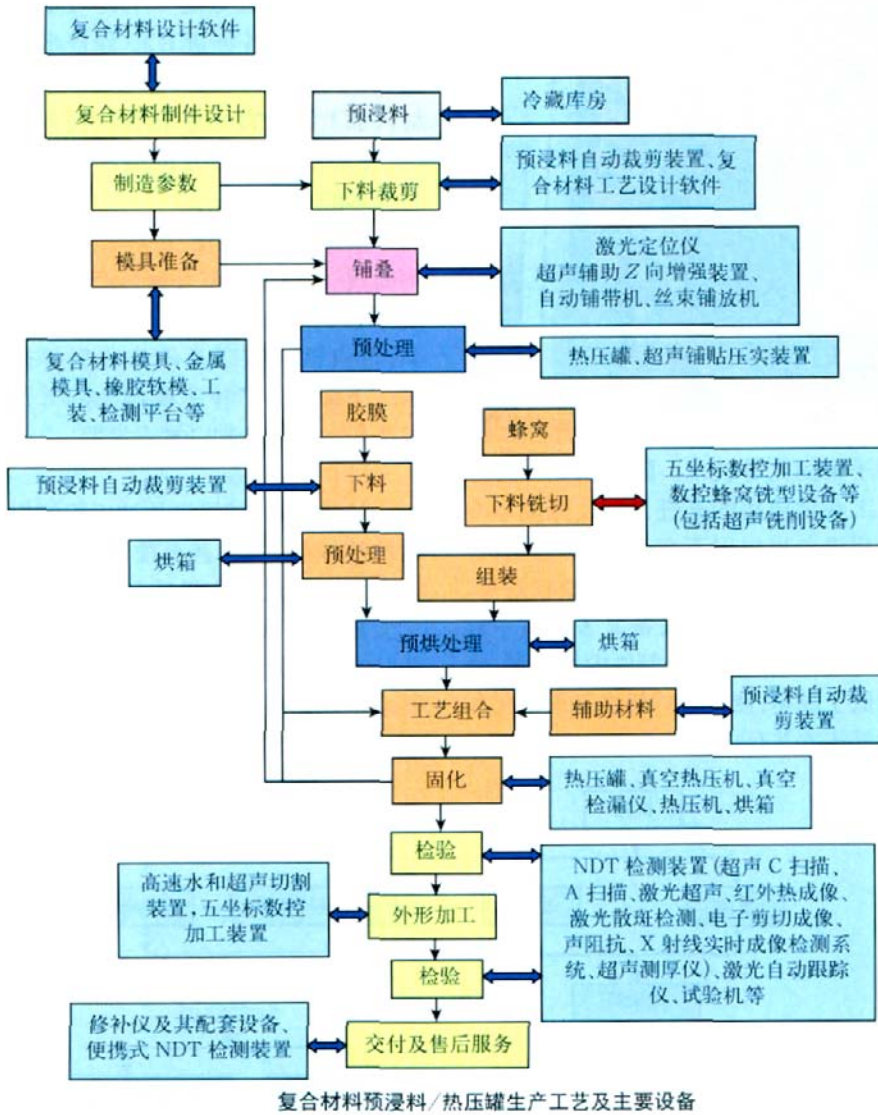 复合材料设计软件
复合材料制件设计
预浸料
冷藏库房
制造参数
下料裁剪
预浸料自动裁剪装置、复
合材料工艺设计软件
模具准备
铺叠
激光定位仪
超声辅助Z向增强装置、
自动铺带机、丝束铺放机
预处理
热压罐、超声铺贴压实装置
复合材料模具、金属
模具、橡胶软模、工
装、检测平台等
胶膜
蜂窝
预浸料自动裁剪装置
下料
下料铣切
五坐标数控加工装置、
数控蜂窝铣型设备等
(包括超声铣削设备)
烘箱
预处理
组装
预烘处理
烘箱
工艺组合
辅助材料
预浸料自动裁
剪装置
固化
热压罐、真空热压机、真空
检漏仪、热压机、烘箱
检验
NDT 检测装置(超声 C 扫描、
A 扫描、激光超声、红外热成像、
激光散斑检测、电子剪切成像、
声阻抗、X 射线实时成像检测系
统、超声测厚仪)、激光自动跟踪
仪、试验机等
高速水和超声切割
装置,五坐标数控
加工装置
外形加工
检验
修补仪及其配套设备、
便携式 NDT 检测装置
交付及售后服务
复合材料预浸料/热压罐生产工艺及主要设备